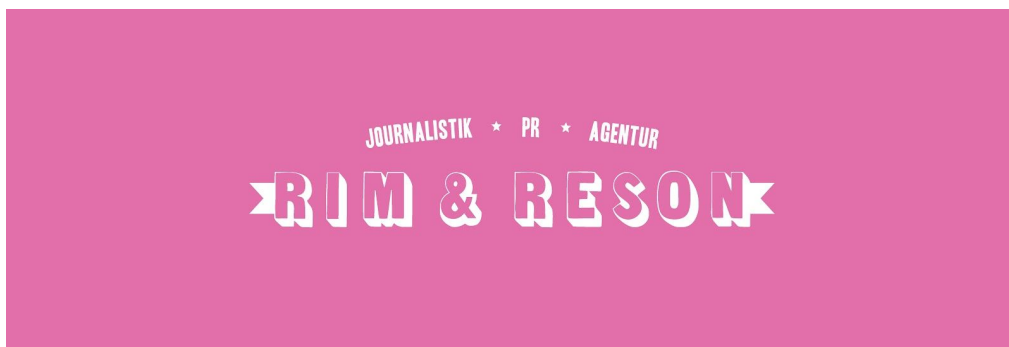 JOURNALISTIK ★ PR ★ AGENTUR
RIM & RESON